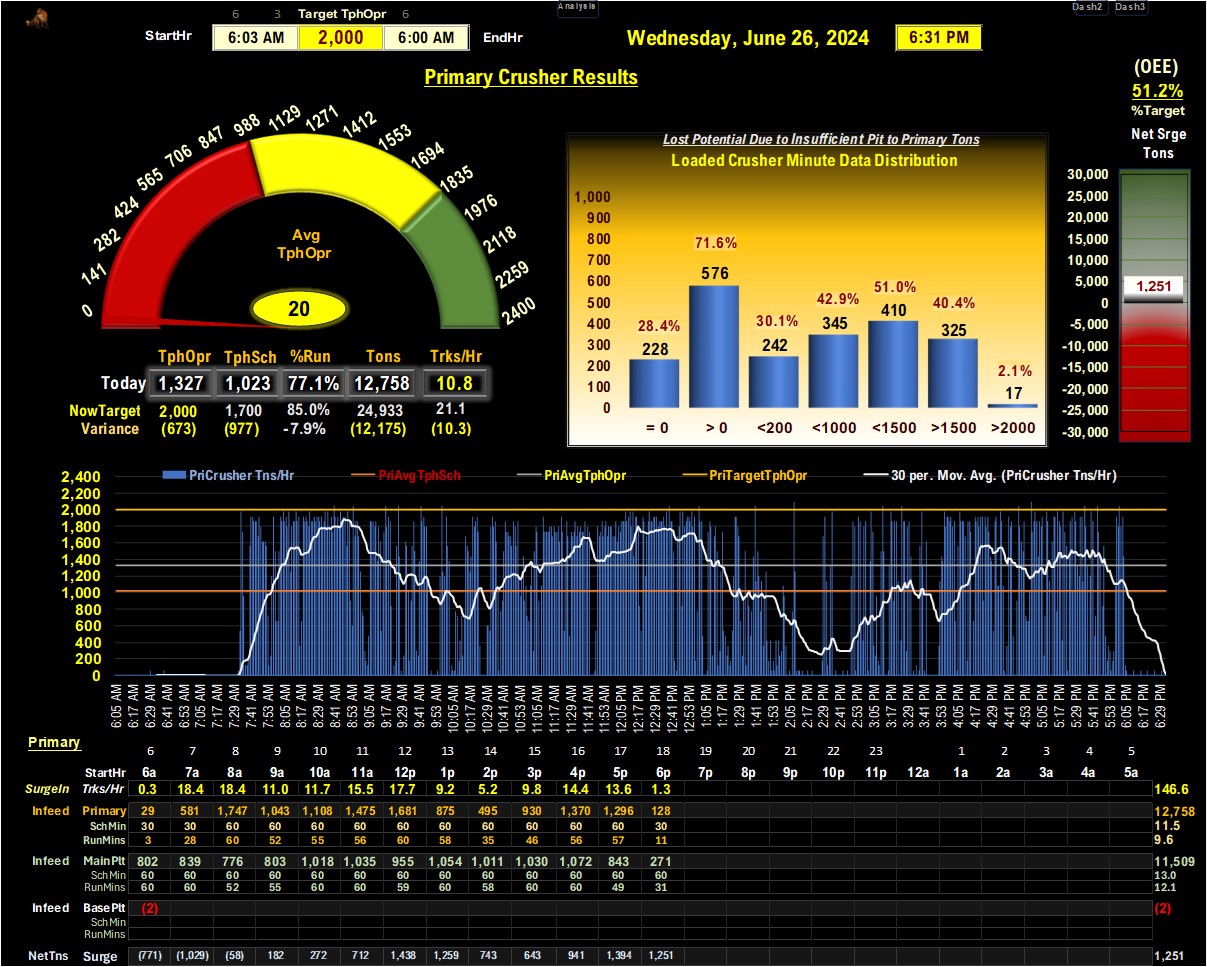 Analysis
Dash2 Dash3
6 3 Target TphOpr 6
StartHr 6:03 AM 2,000 6:00 AM EndHr
Wednesday, June 26, 2024 6:31 PM
Primary Crusher Results
(OEE)
51.2%
%Target
Net Srge
Tons
0 141 282 424 565 706 847 988 1129 1271 1412 1553 1694 1835 1976 2118 2259 2400
Avg
TphOpr
20
TphOpr TphSch %Run Tons Trks/Hr
Today 1,327 1,023 77.1% 12,758 10.8
NowTarget 2,000 1,700 85.0% 24,933 21.1
Variance (673) (977) -7.9% (12,175) (10.3)
Lost Potential Due to Insufficient Pit to Primary Tons
Loaded Crusher Minute Data Distribution
1,000
900
800
700
600
500
400
300
200
100
0
28.4% 71.6% 30.1% 42.9% 51.0% 40.4% 2.1%
228 576 242 345 410 325 17
= 0 > 0 <200 <1000 <1500 >1500 >2000
30,000
25,000
20,000
15,000
10,000
5,000
0
-5,000
-10,000
-15,000
-20,000
-25,000
-30,000
1,251
PriCrusher Tns/Hr PriAvgTphSch PriAvgTphOpr PriTargetTphOpr 30 per. Mov. Avg. (PriCrusher Tns/Hr)
2,400
2,200
2,000
1,800
1,600
1,400
1,200
1,000
800
600
400
200
0
6:05 AM 6:17 AM 6:29 AM 6:41 AM 6:53 AM 7:05 AM 7:17 AM 7:29 AM 7:41 AM 7:53 AM 8:05 AM 8:17 AM 8:29 AM 8:41 AM 8:53 AM 9:05 AM 9:17 AM 9:29 AM 9:41 AM 9:53 AM 10:05 AM 10:17 AM 10:29 AM 10:41 AM 10:53 AM 11:05 AM 11:17 AM 11:29 AM 11:41 AM 11:53 AM 12:05 PM 12:17 PM 12:29 PM 12:41 PM 12:53 PM 1:05 PM 1:17 PM 1:29 PM 1:41 PM 1:53 PM 2:05 PM 2:17 PM 2:29 PM 2:41 PM 2:53 PM 3:05 PM 3:17 PM 3:29 PM 3:41 PM 3:53 PM 4:05 PM 4:17 PM 4:29 PM 4:41 PM 4:53 PM 5:05 PM 5:17 PM 5:29 PM 5:41 PM 5:53 PM 6:05 PM 6:17 PM 6:29 PM
Primary
6 7 8 9 10 11 12 13 14 15 16 17 18 19 20 21 22 23 1 2 3 4 5
StartHr 6a 7a 8a 9a 10a 11a 12p 1p 2p 3p 4p 5p 6p 7p 8p 9p 10p 11p 12a 1a 2a 3a 4a 5a
SurgeIn Trks/Hr 0.3 18.4 18.4 11.0 11.7 15.5 17.7 9.2 5.2 9.8 14.4 13.6 1.3 146.6
Infeed Primary 29 581 1,747 1,043 1,108 1,475 1,681 875 495 930 1,370 1,296 128 12,758
SchMin 30 30 60 60 60 60 60 60 60 60 60 60 30 11.5
RunMins 3 28 60 52 55 56 60 54 35 46 56 57 11 9.6
Infeed MainPlt 802 839 776 803 1,018 1,035 955 1,054 1,011 1,030 1,072 843 271 11,509
SchMin 60 60 60 60 60 60 60 60 60 60 60 60 60 13.0
RunMins 60 60 52 55 60 60 59 60 58 60 60 49 31 12.1
Infeed BasePlt (2) (2)
SchMin
RunMins
NetTns Surge (771) (1,029) (58) 182 272 712 1,438 1,259 743 643 941 1,394 1,251 1,251